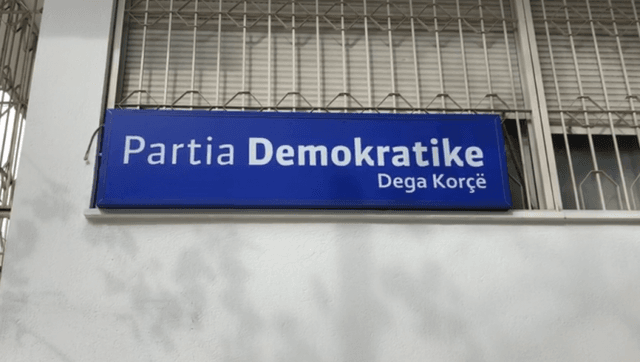 Partia Demokratike
Dega Korçë